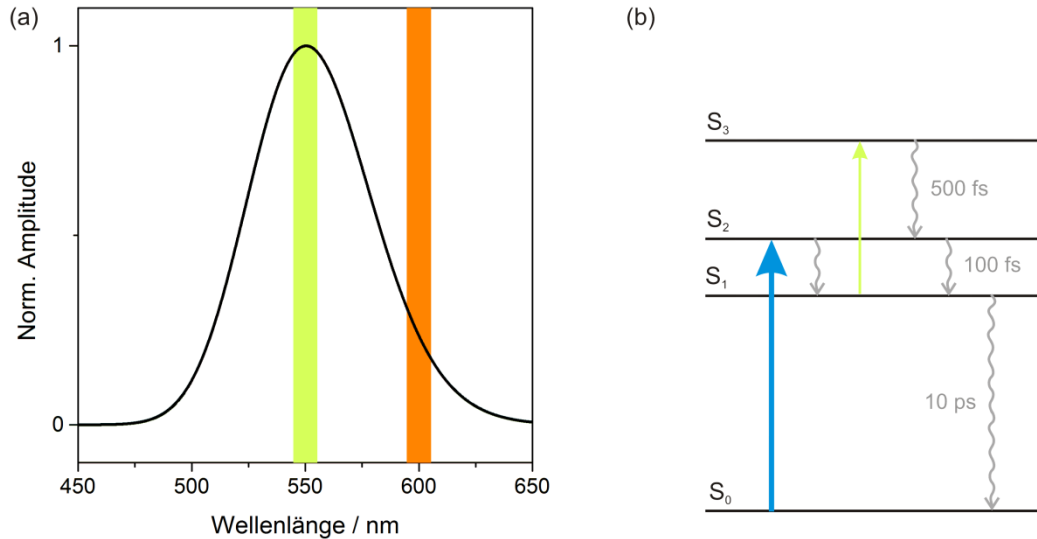 (a)
1
0
Norm. Amplitude
450
500
550
600
650
Wellenlänge / nm
(b)
S₃
500 fs
S₂
100 fs
S₁
10 ps
S₀